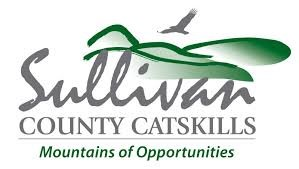 Sullivan
COUNTY CATSKILLS
Mountains of Opportunities